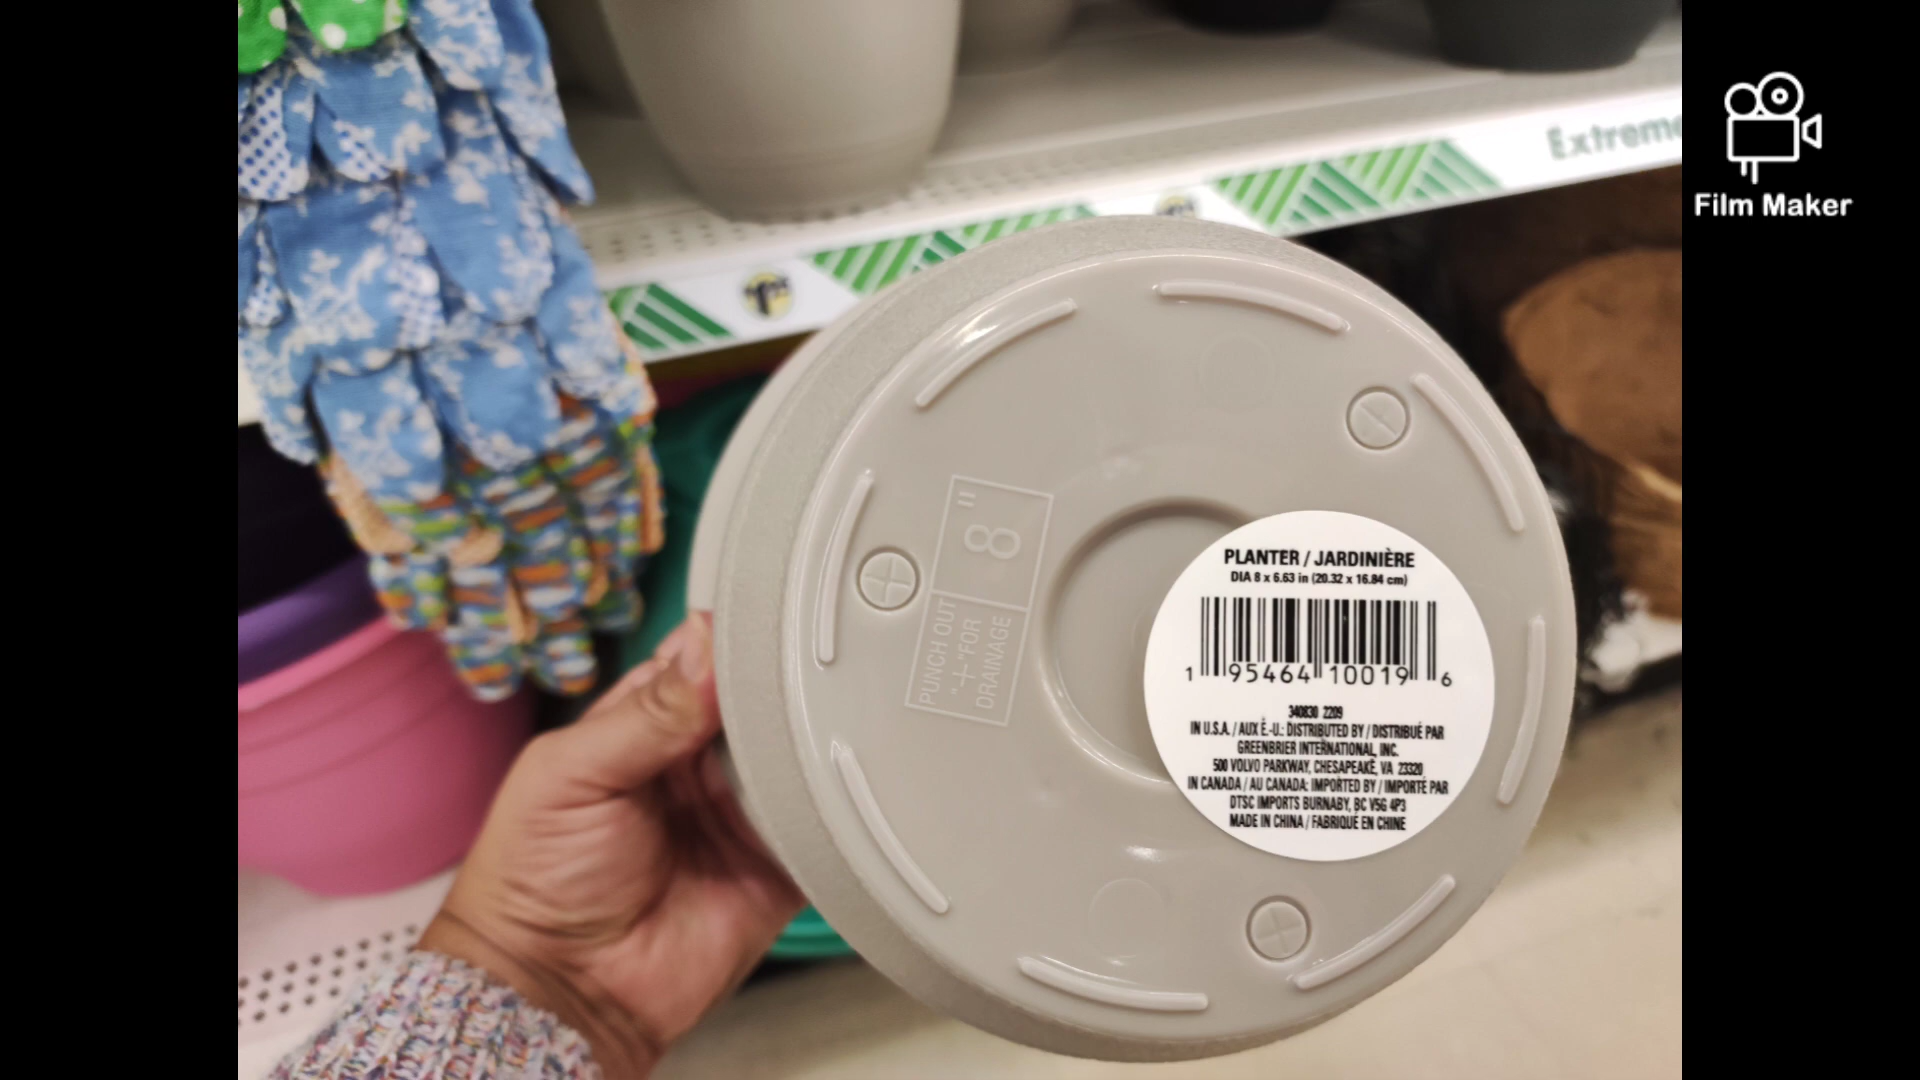 Extreme
Film Maker
8"
PUNCH OUT
"+" FOR
DRAINAGE
PLANTER / JARDINIÈRE
DIA 8 x 6.63 in (20.32 x 16.84 cm)
1 95464 10019 6
340830 2209
IN U.S.A. / AUX É.-U.: DISTRIBUTED BY / DISTRIBUÉ PAR
GREENBRIER INTERNATIONAL, INC.
500 VOLVO PARKWAY, CHESAPEAKE, VA 23320
IN CANADA / AU CANADA: IMPORTED BY / IMPORTÉ PAR
DTSC IMPORTS BURNABY, BC V5G 4P3
MADE IN CHINA / FABRIQUÉ EN CHINE